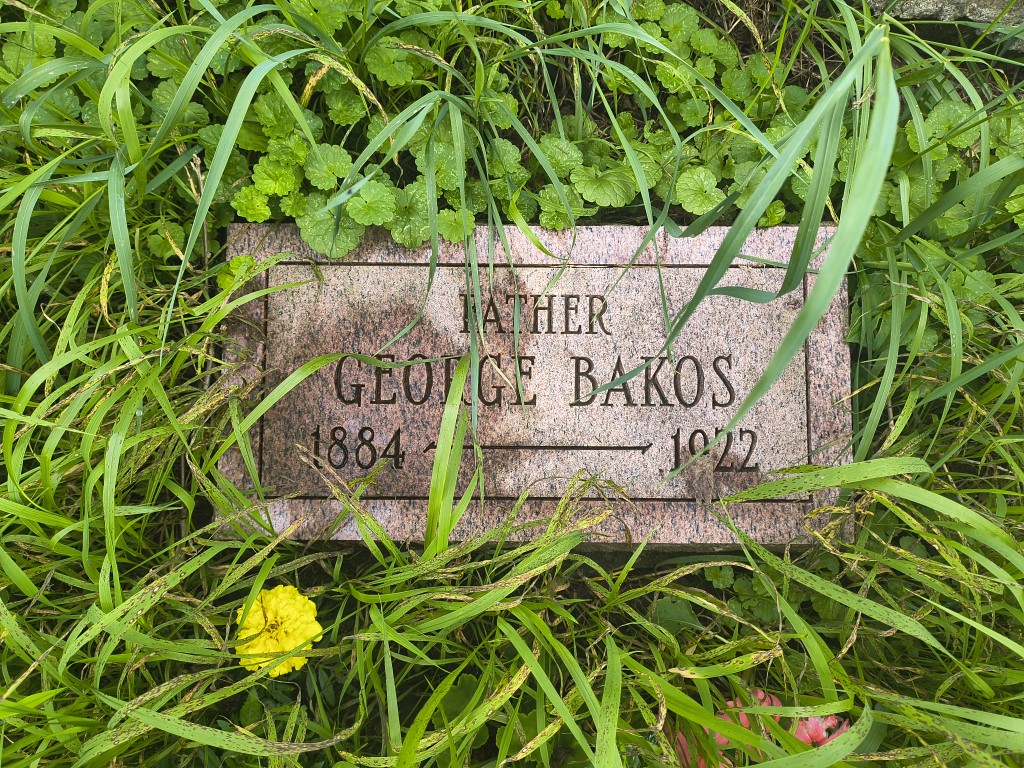 FATHER
GEORGE BAKOS
1884 — 1922